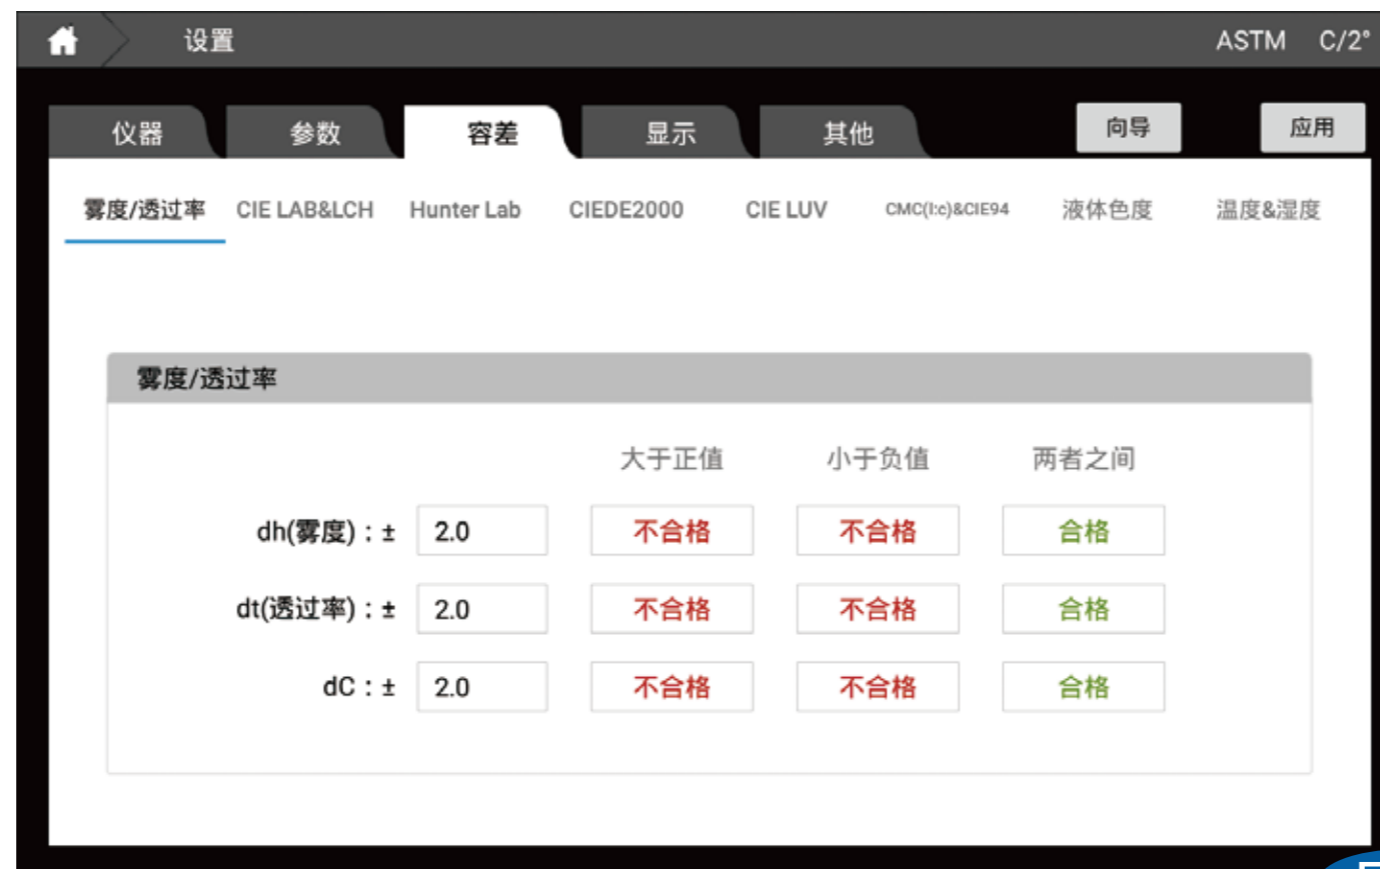 设置 ASTM C/2°
仪器 参数 容差 显示 其他 向导 应用
雾度/透过率 CIE LAB&LCH Hunter Lab CIEDE2000 CIE LUV CMC(l:c)&CIE94 液体色度 温度&湿度
雾度/透过率
大于正值 小于负值 两者之间
dh(雾度)：± 2.0 不合格 不合格 合格
dt(透过率)：± 2.0 不合格 不合格 合格
dC：± 2.0 不合格 不合格 合格